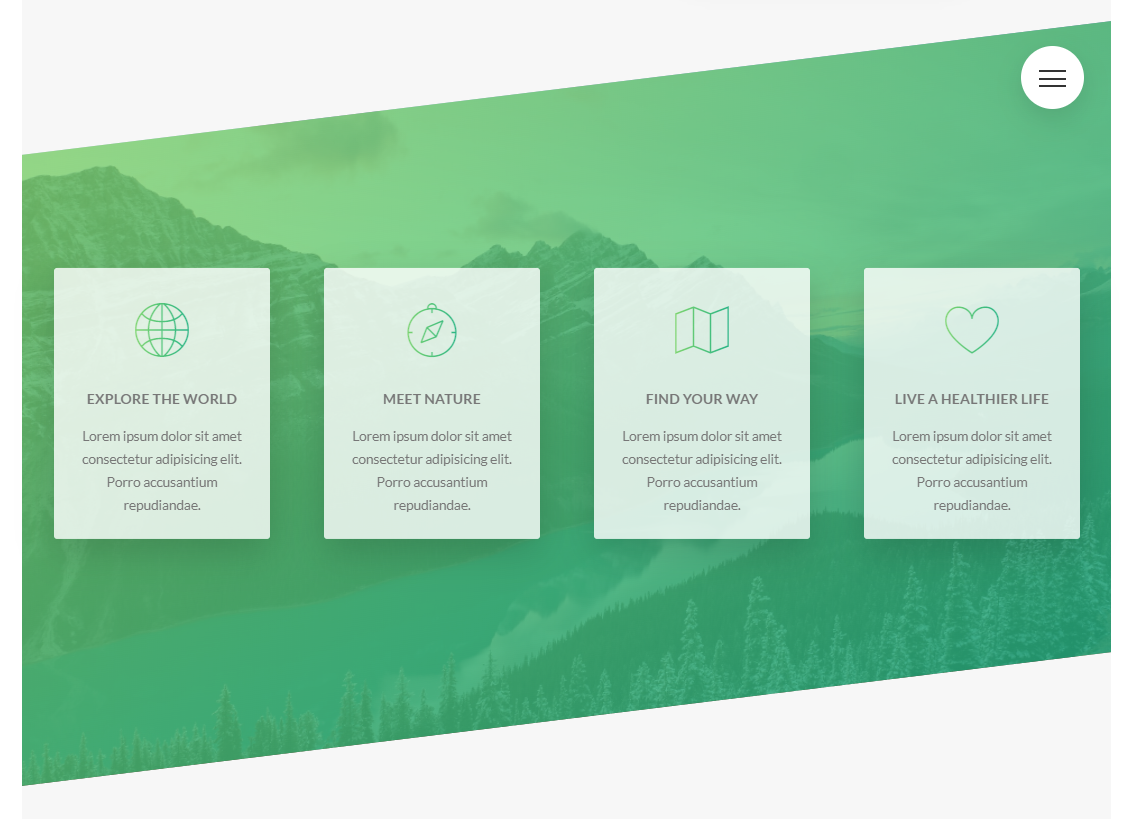 EXPLORE THE WORLD
Lorem ipsum dolor sit amet
consectetur adipisicing elit.
Porro accusantium
repudiandae.
MEET NATURE
Lorem ipsum dolor sit amet
consectetur adipisicing elit.
Porro accusantium
repudiandae.
FIND YOUR WAY
Lorem ipsum dolor sit amet
consectetur adipisicing elit.
Porro accusantium
repudiandae.
LIVE A HEALTHIER LIFE
Lorem ipsum dolor sit amet
consectetur adipisicing elit.
Porro accusantium
repudiandae.